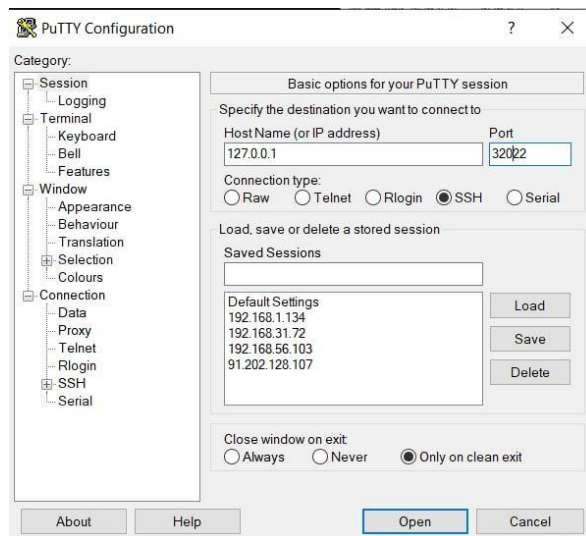 PuTTY Configuration
Category:
Session
Logging
Terminal
Keyboard
Bell
Features
Window
Appearance
Behaviour
Translation
Selection
Colours
Connection
Data
Proxy
Telnet
Rlogin
SSH
Serial
Basic options for your PuTTY session
Specify the destination you want to connect to
Host Name (or IP address) Port
127.0.0.1 32022
Connection type:
Raw Telnet Rlogin SSH Serial
Load, save or delete a stored session
Saved Sessions
Default Settings
192.168.1.134
192.168.31.72
192.168.56.103
91.202.128.107
Load
Save
Delete
Close window on exit:
Always Never Only on clean exit
About Help Open Cancel